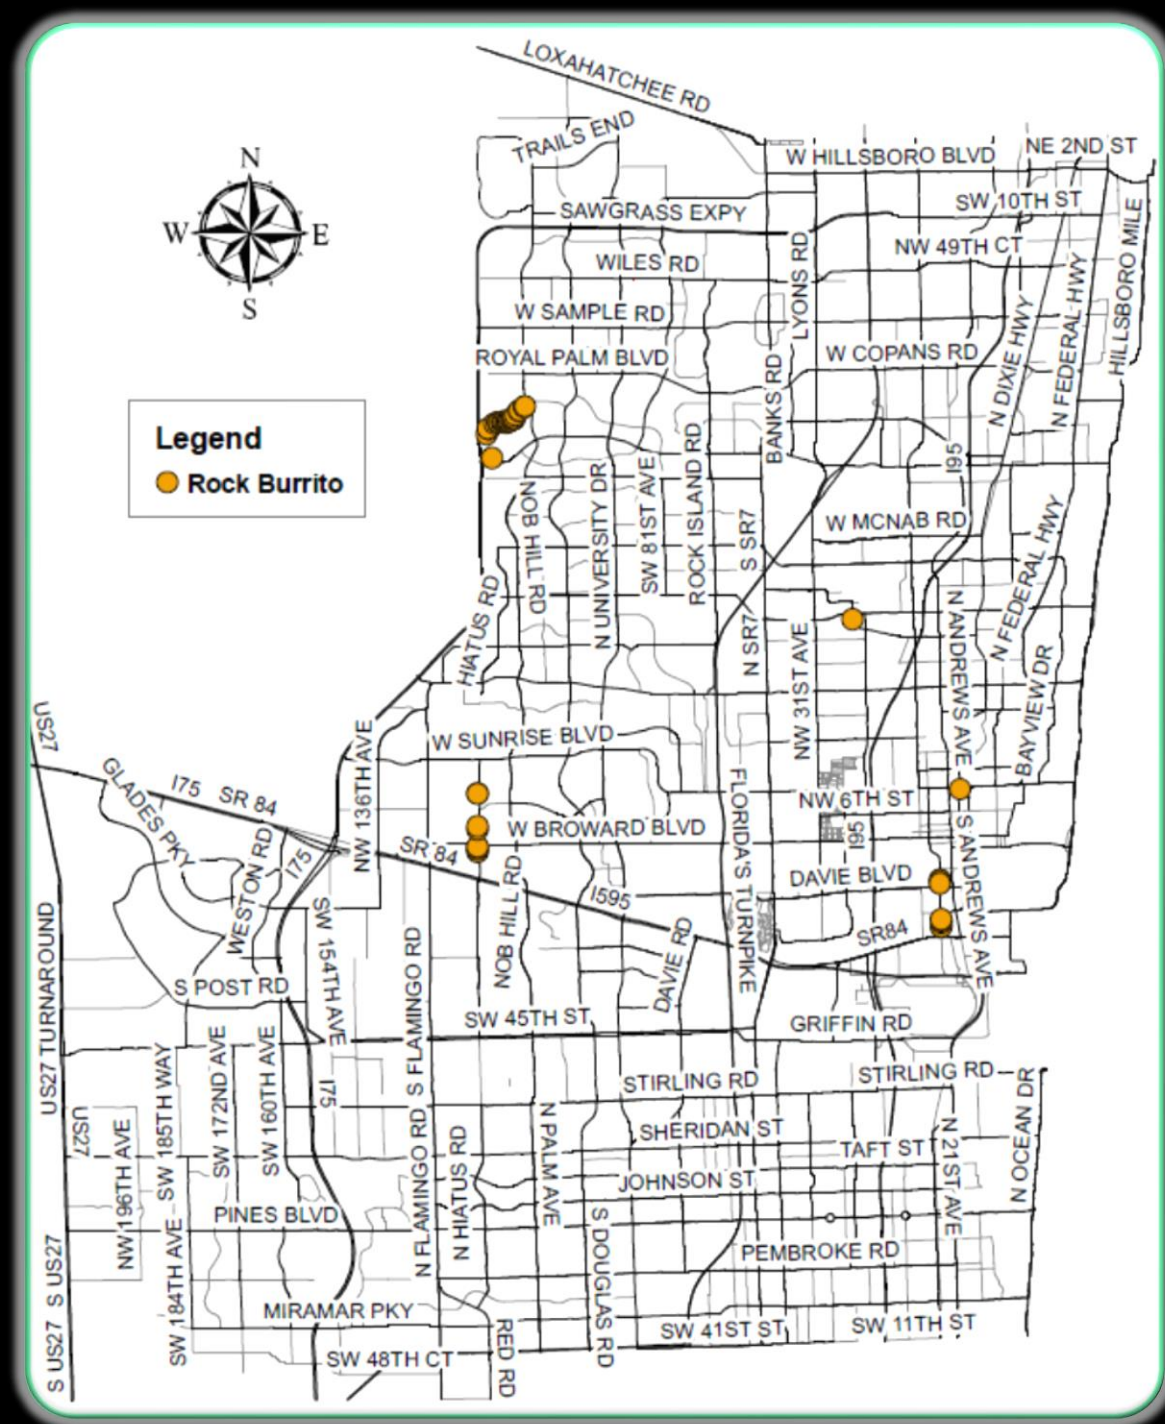 LOXAHATCHEE RD
TRAILS END
W HILLSBORO BLVD
NE 2ND ST
SAWGRASS EXPY
SW 10TH ST
N
W
E
S
WILES RD
NW 49TH CT
LYONS RD
HILLSBORO MILE
W SAMPLE RD
ROYAL PALM BLVD
W COPANS RD
N DIXIE HWY
N FEDERAL HWY
BANKS RD
Legend
Rock Burrito
I95
NOB HILL RD
N UNIVERSITY DR
SW 81ST AVE
ROCK ISLAND RD
S SR7
W MCNAB RD
N FEDERAL HWY
HIATUS RD
N SR7
NW 31ST AVE
N ANDREWS AVE
BAYVIEW DR
US27
GLADES PKY
I75
SR 84
NW 136TH AVE
W SUNRISE BLVD
FLORIDA'S TURNPIKE
NW 6TH ST
I95
W BROWARD BLVD
WESTON RD
I75
SR 84
I595
NOB HILL RD
DAVIE BLVD
S ANDREWS AVE
US27 TURNAROUND
SW 154TH AVE
S FLAMINGO RD
DAVIE RD
SR84
S POST RD
SW 45TH ST
GRIFFIN RD
US27
NW 196TH AVE
SW 185TH WAY
SW 172ND AVE
SW 160TH AVE
I75
STIRLING RD
STIRLING RD
N FLAMINGO RD
N HIATUS RD
N PALM AVE
SHERIDAN ST
TAFT ST
N 21ST AVE
N OCEAN DR
JOHNSON ST
SW 184TH AVE
PINES BLVD
S DOUGLAS RD
PEMBROKE RD
S US27
S US27
MIRAMAR PKY
SW 41ST ST
SW 11TH ST
SW 48TH CT
RED RD